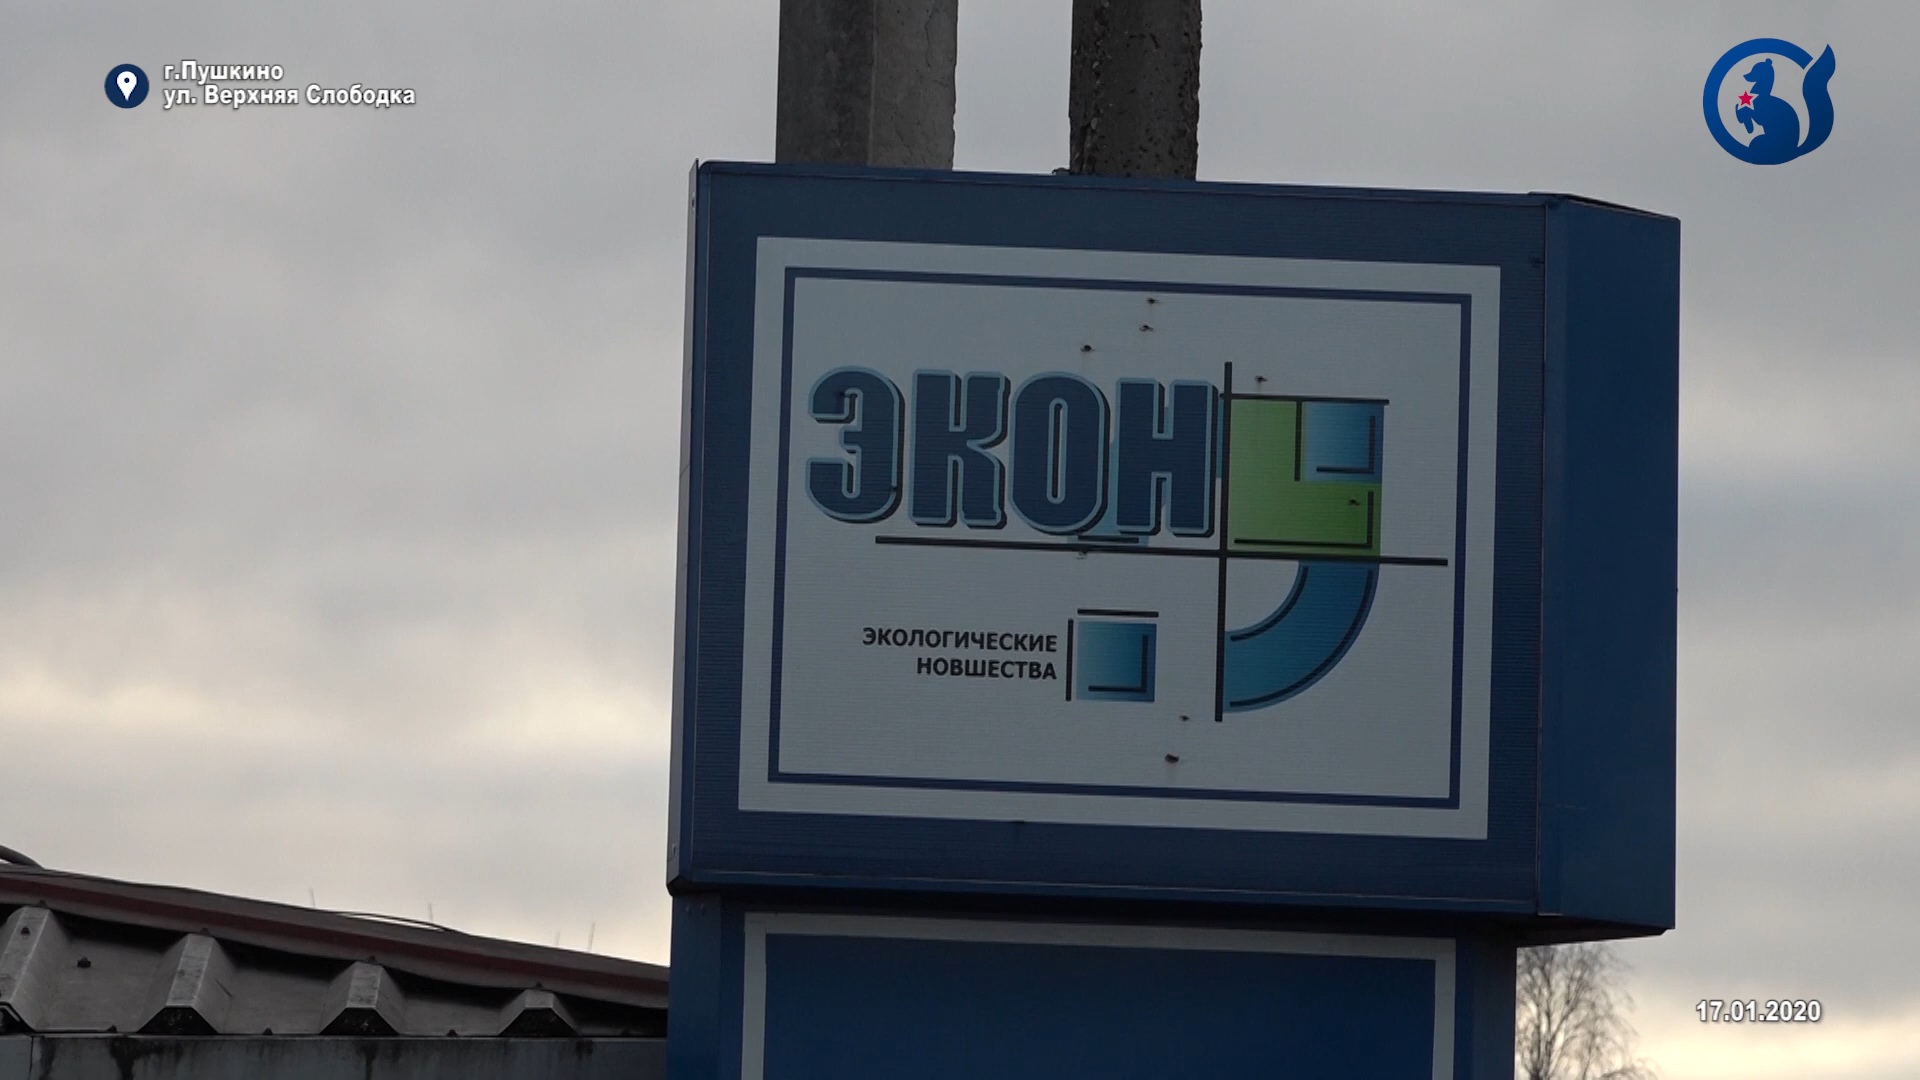 г.Пушкино
ул. Верхняя Слободка
ЭКОН
ЭКОЛОГИЧЕСКИЕ
НОВШЕСТВА
17.01.2020